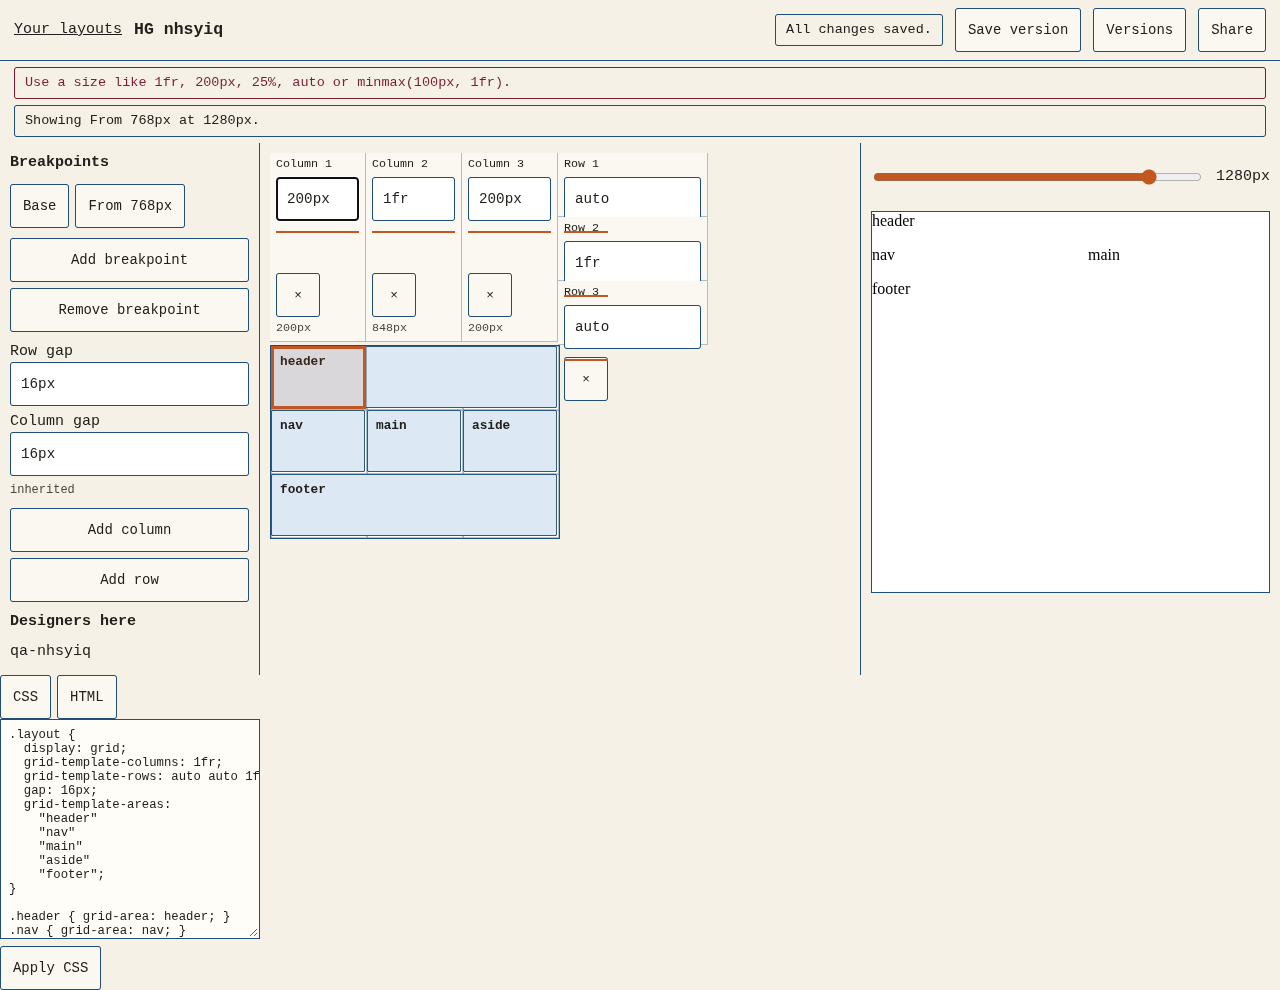 Your layouts HG nhsyiq All changes saved. Save version Versions Share
Use a size like 1fr, 200px, 25%, auto or minmax(100px, 1fr).
Showing From 768px at 1280px.
Breakpoints
Base From 768px
Add breakpoint
Remove breakpoint
Row gap
16px
Column gap
16px
inherited
Add column
Add row
Designers here
qa-nhsyiq
Column 1 Column 2 Column 3 Row 1
200px 1fr 200px auto
Row 2
1fr
Row 3
auto
× × ×
200px 848px 200px
×
header
nav main aside
footer
1280px
header
nav main
footer
CSS HTML
.layout {
display: grid;
grid-template-columns: 1fr;
grid-template-rows: auto auto 1f
gap: 16px;
grid-template-areas:
"header"
"nav"
"main"
"aside"
"footer";
}
.header { grid-area: header; }
.nav { grid-area: nav; }
Apply CSS